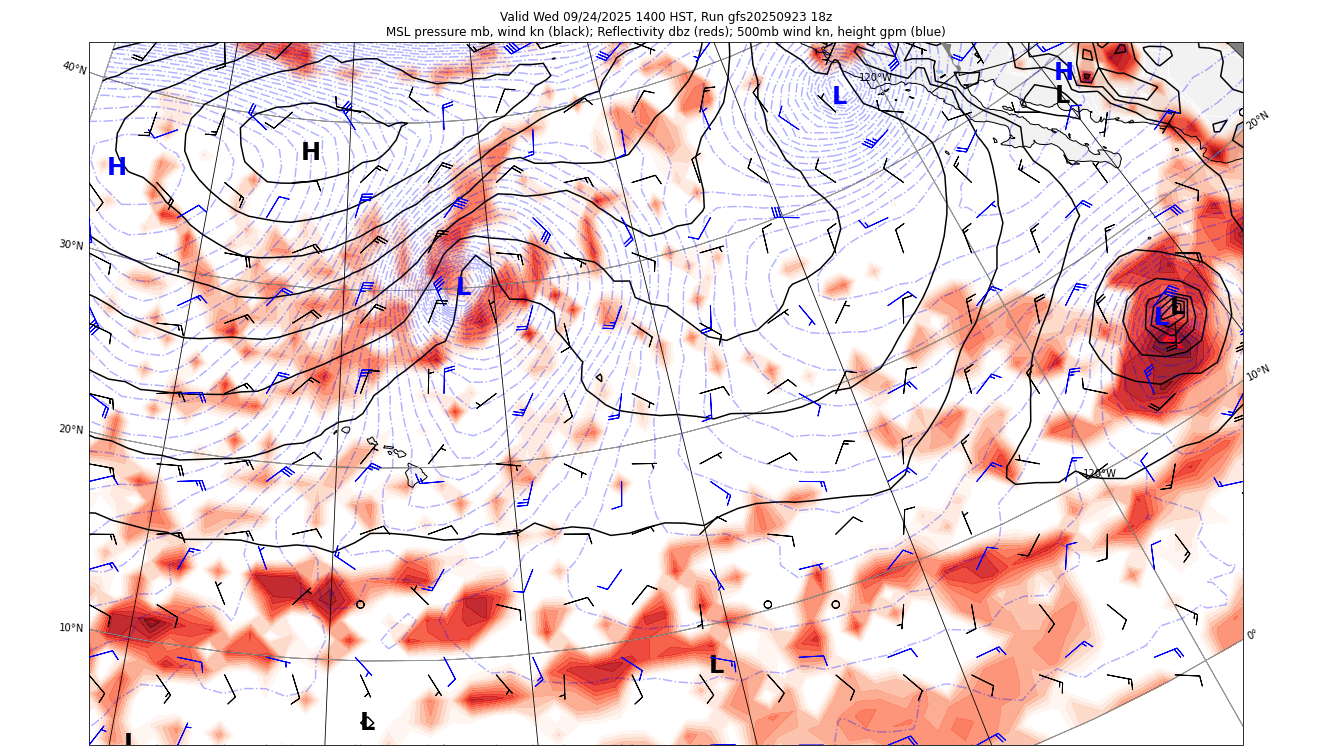 Valid Wed 09/24/2025 1400 HST, Run gfs20250923 18z
MSL pressure mb, wind kn (black); Reflectivity dbz (reds); 500mb wind kn, height gpm (blue)
40°N
120°W
H
L
L
20°N
H
H
30°N
L
L
L
10°N
20°N
120°W
10°N
0°
L
L
L